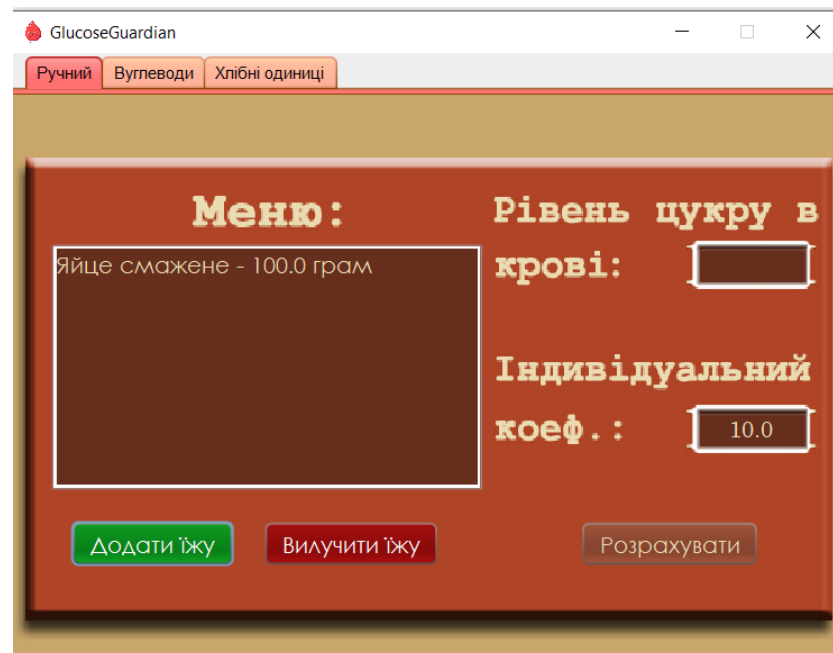 GlucoseGuardian
Ручний Вуглеводи Хлібні одиниці
Меню:
Яйце смажене - 100.0 грам
Рівень цукру в
крові:
Індивідуальний
коеф.:
10.0
Додати їжу
Вилучити їжу
Розрахувати